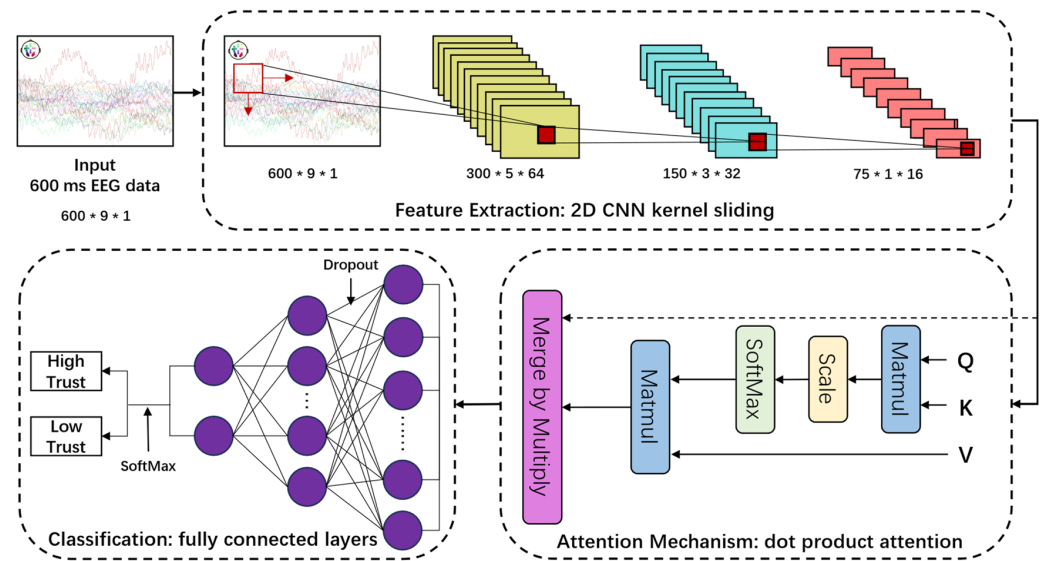 Input
600 ms EEG data
600 * 9 * 1
600 * 9 * 1
300 * 5 * 64
150 * 3 * 32
75 * 1 * 16
Feature Extraction: 2D CNN kernel sliding
Dropout
High
Trust
Low
Trust
SoftMax
Classification: fully connected layers
Merge by Multiply
Matmul
SoftMax
Scale
Matmul
Q
K
V
Attention Mechanism: dot product attention